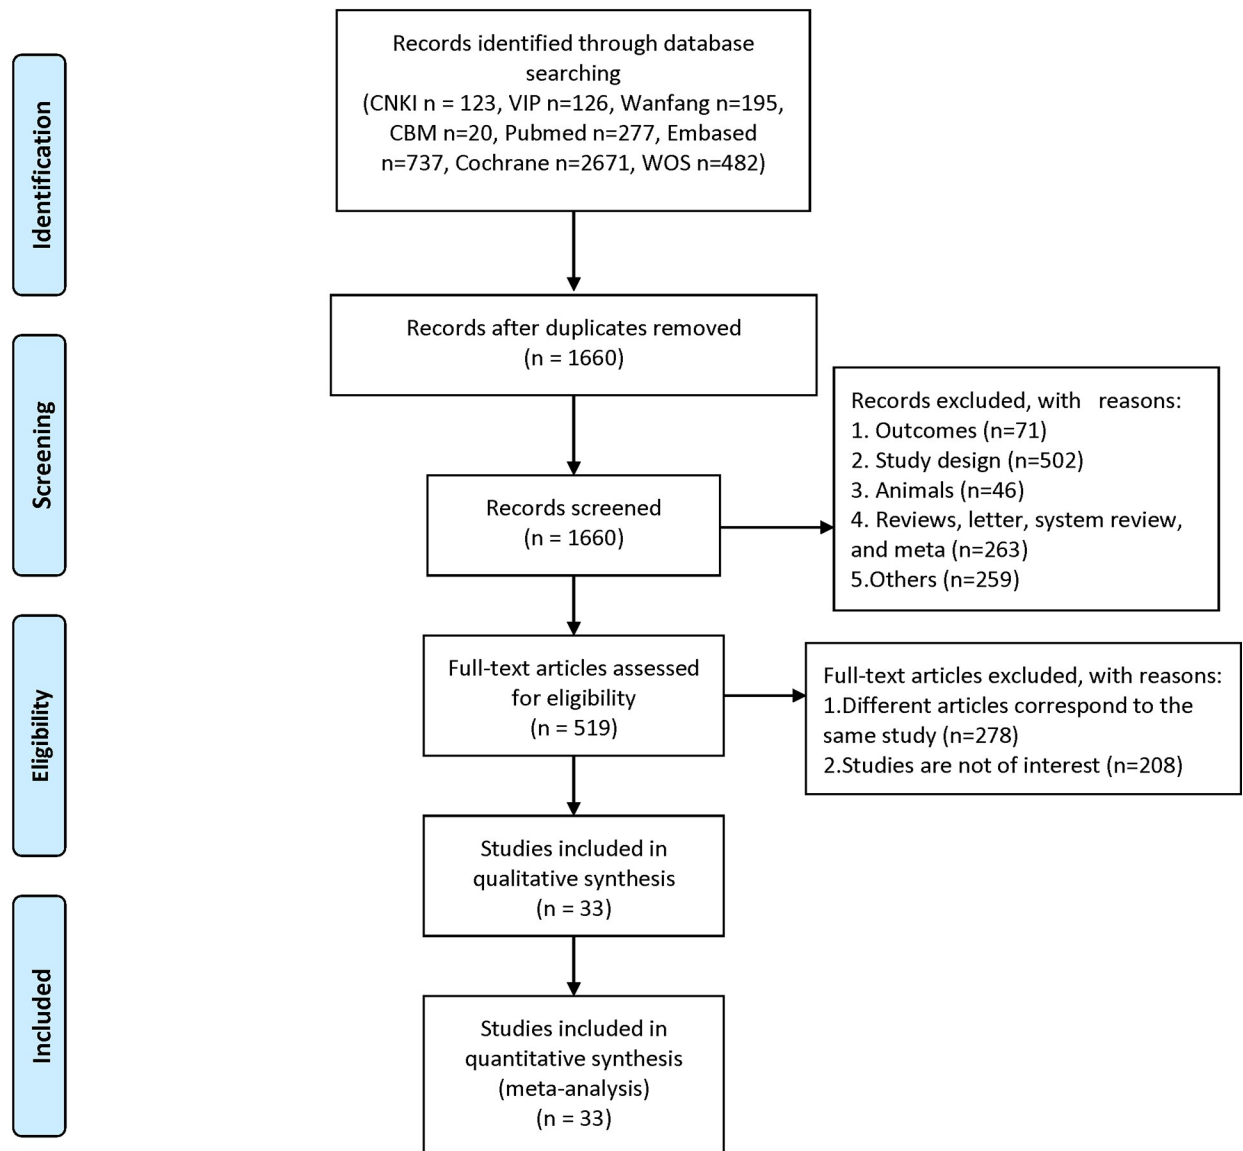 Identification
Records identified through database
searching
(CNKI n = 123, VIP n=126, Wanfang n=195,
CBM n=20, Pubmed n=277, Embased
n=737, Cochrane n=2671, WOS n=482)
Screening
Records after duplicates removed
(n = 1660)
Records screened
(n = 1660)
Records excluded, with reasons:
1. Outcomes (n=71)
2. Study design (n=502)
3. Animals (n=46)
4. Reviews, letter, system review,
and meta (n=263)
5.Others (n=259)
Eligibility
Full-text articles assessed
for eligibility
(n = 519)
Full-text articles excluded, with reasons:
1.Different articles correspond to the
same study (n=278)
2.Studies are not of interest (n=208)
Studies included in
qualitative synthesis
(n = 33)
Included
Studies included in
quantitative synthesis
(meta-analysis)
(n = 33)